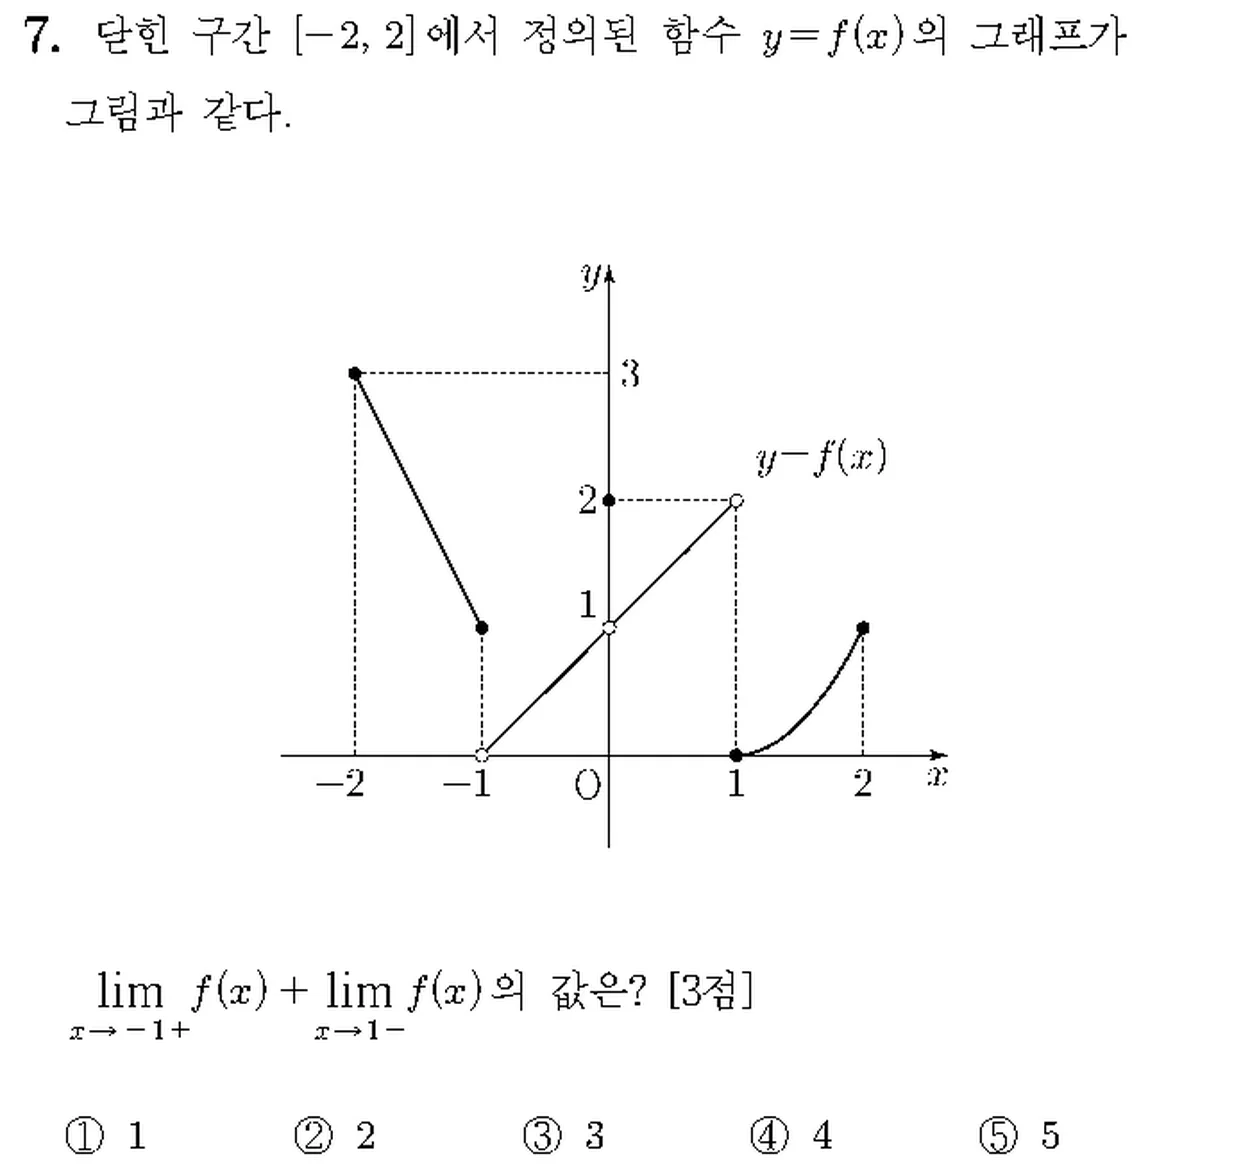 7. 닫힌 구간 [−2, 2]에서 정의된 함수 y=f(x)의 그래프가
그림과 같다.
y
3
y=f(x)
2
1
−2 −1 O 1 2 x
lim f(x)+ lim f(x)의 값은? [3점]
x→−1+ x→1−
① 1 ② 2 ③ 3 ④ 4 ⑤ 5